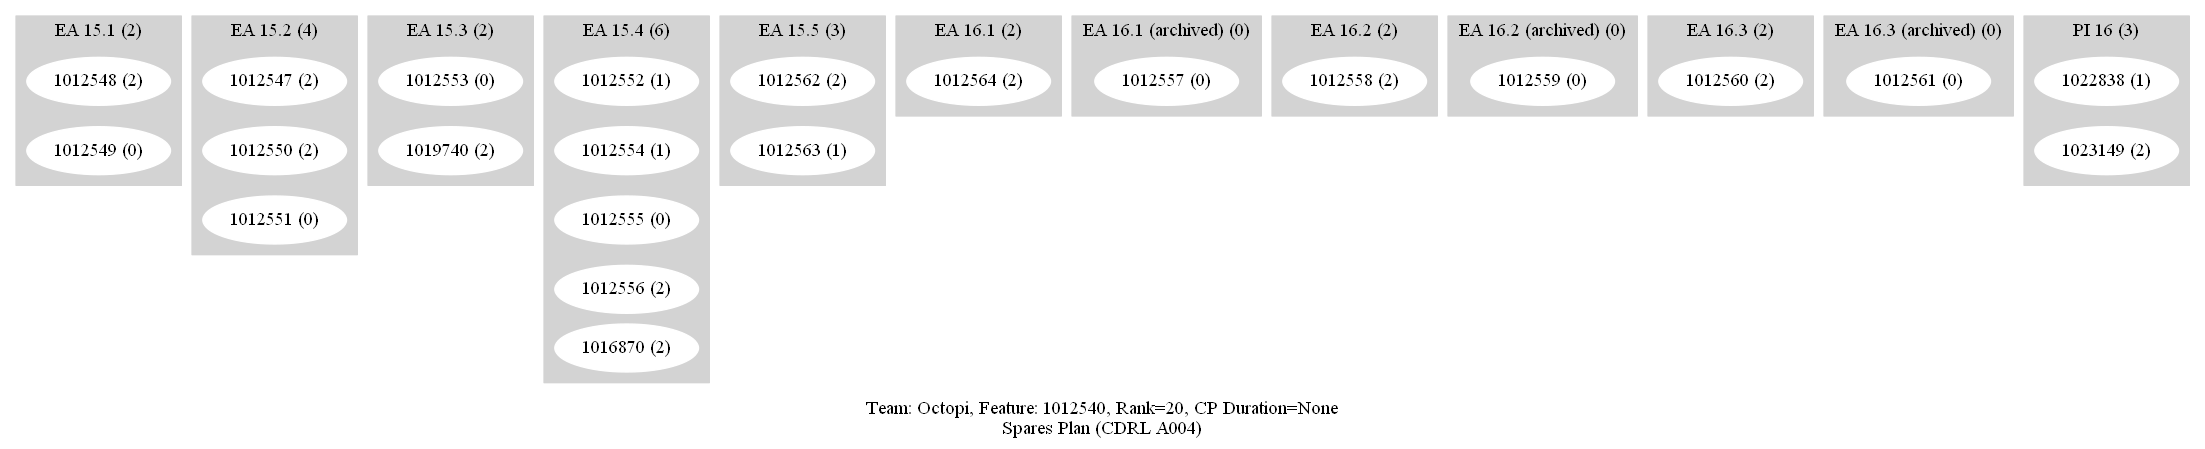 EA 15.1 (2)
1012548 (2)
1012549 (0)
EA 15.2 (4)
1012547 (2)
1012550 (2)
1012551 (0)
EA 15.3 (2)
1012553 (0)
1019740 (2)
EA 15.4 (6)
1012552 (1)
1012554 (1)
1012555 (0)
1012556 (2)
1016870 (2)
EA 15.5 (3)
1012562 (2)
1012563 (1)
EA 16.1 (2)
1012564 (2)
EA 16.1 (archived) (0)
1012557 (0)
EA 16.2 (2)
1012558 (2)
EA 16.2 (archived) (0)
1012559 (0)
EA 16.3 (2)
1012560 (2)
EA 16.3 (archived) (0)
1012561 (0)
PI 16 (3)
1022838 (1)
1023149 (2)
Team: Octopi, Feature: 1012540, Rank=20, CP Duration=None
Spares Plan (CDRL A004)